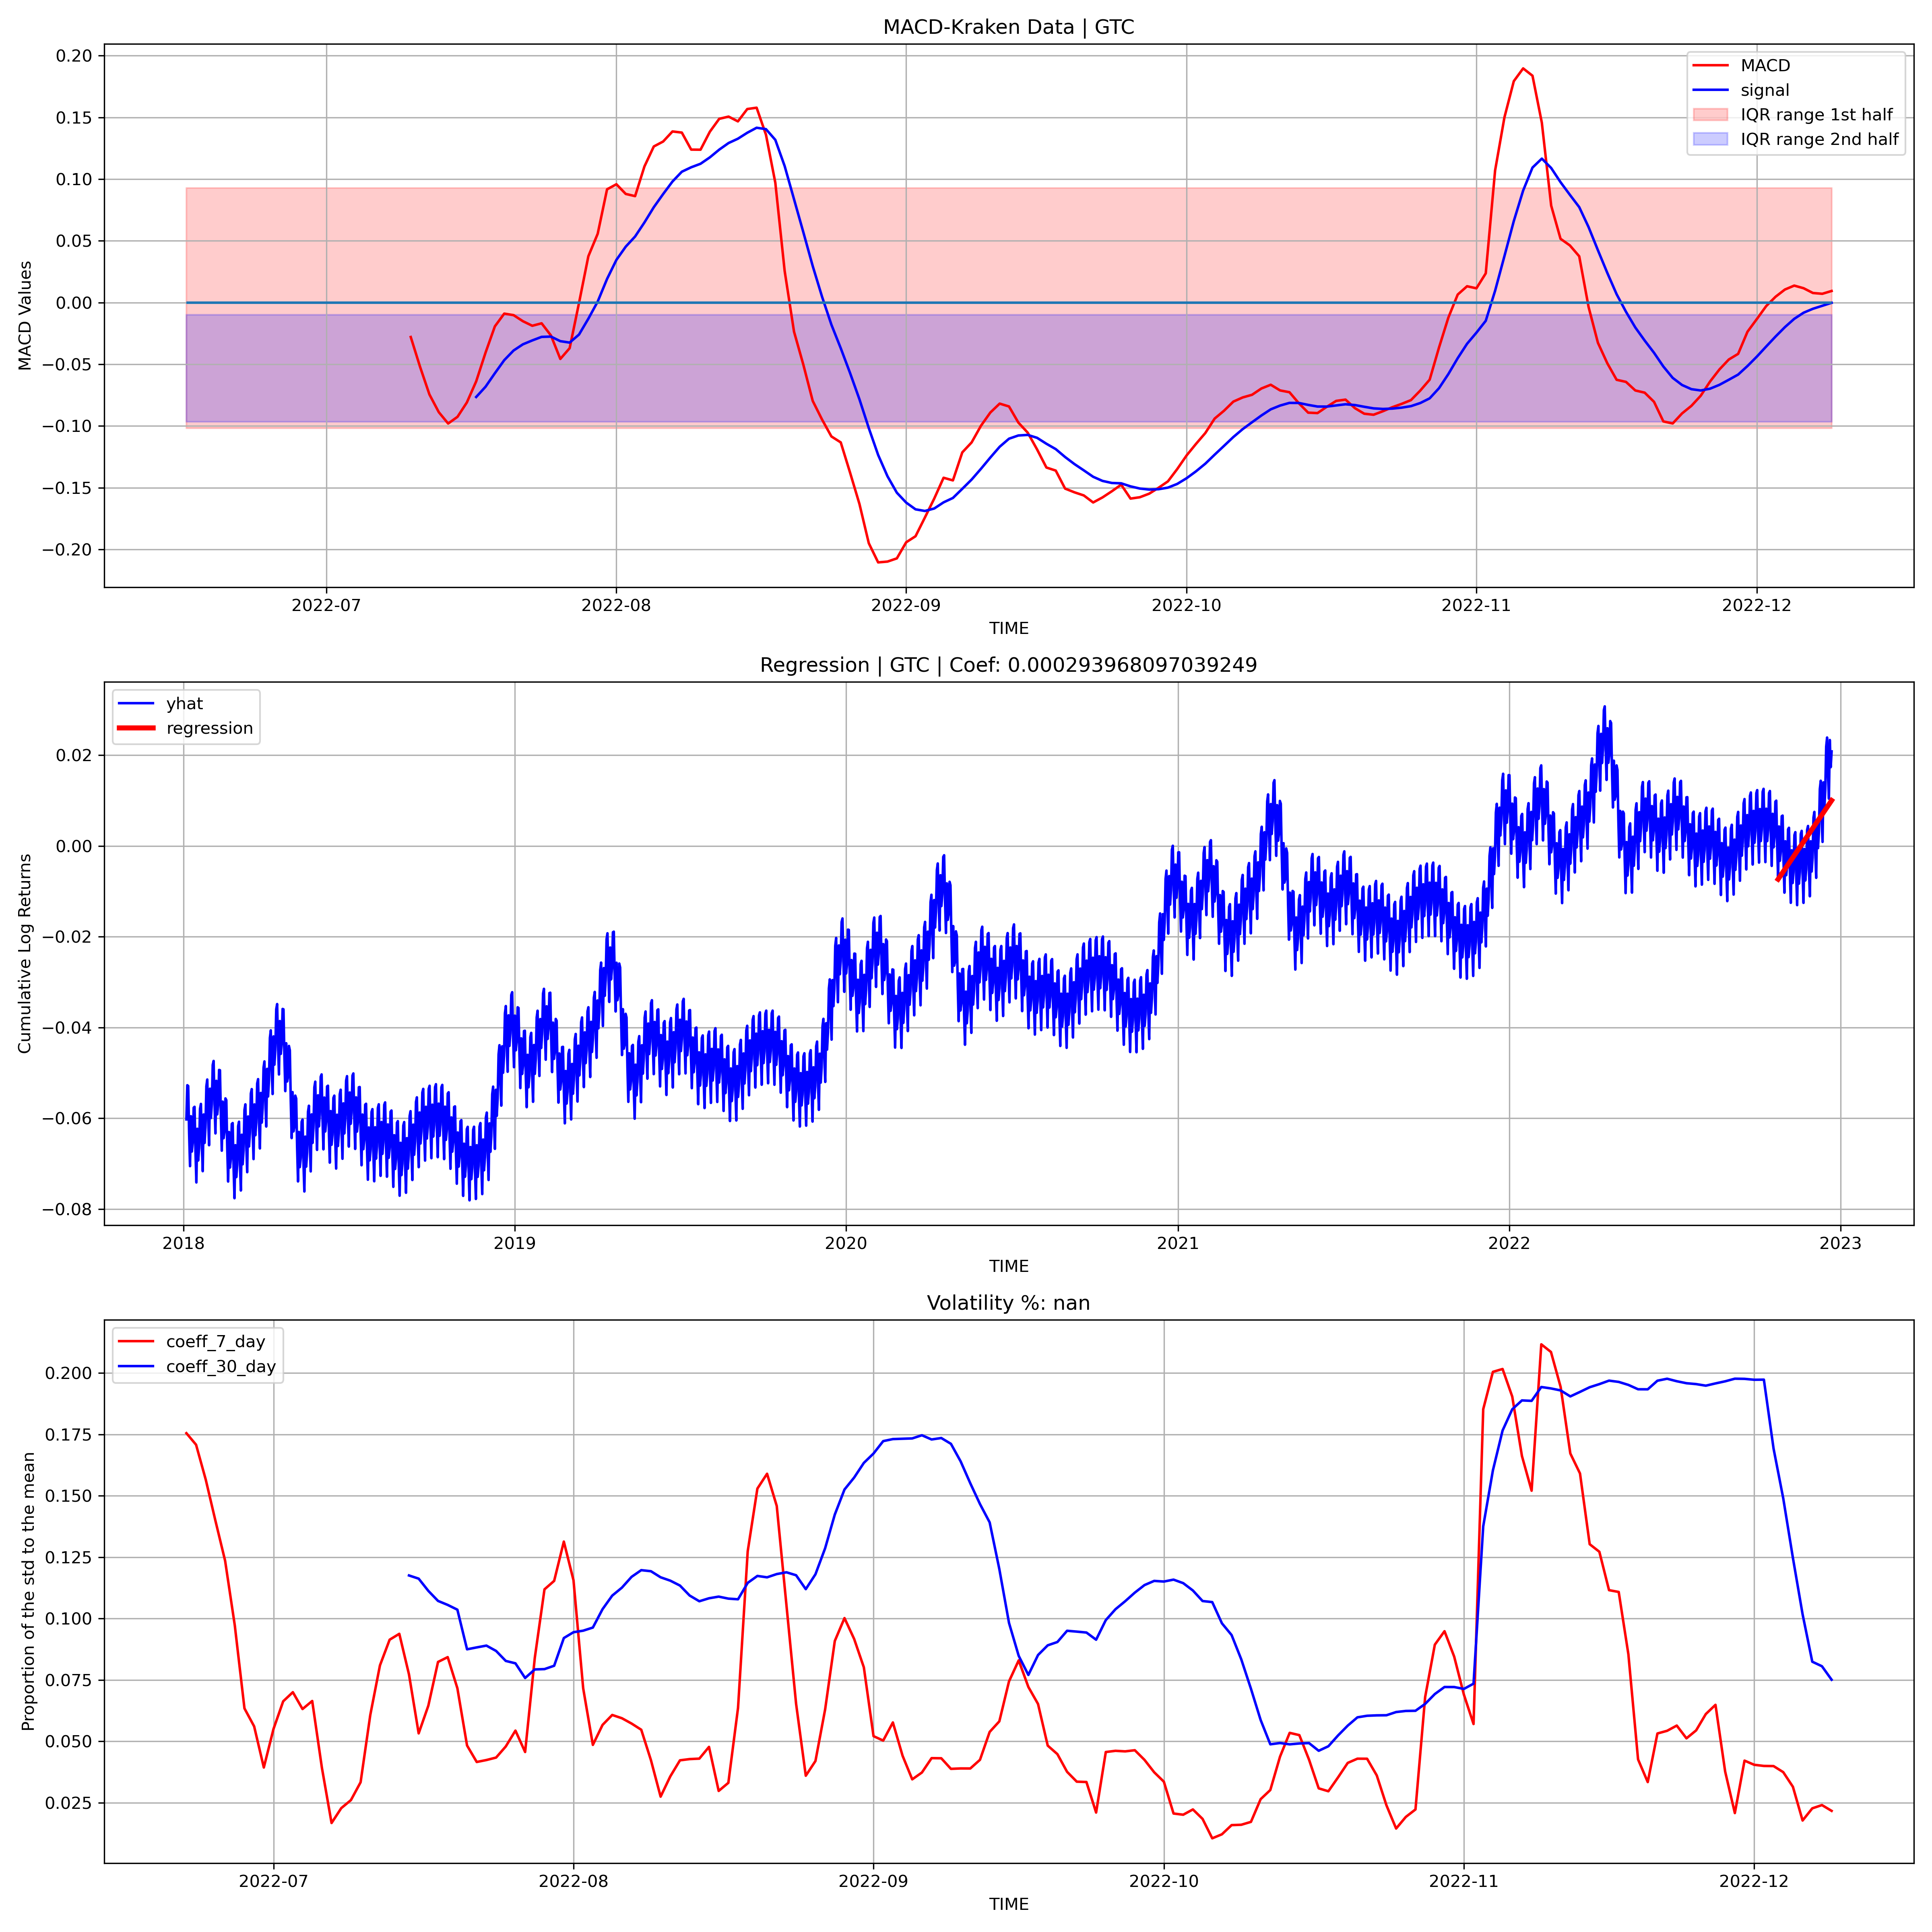 MACD-Kraken Data | GTC
MACD Values
0.20
0.15
0.10
0.05
0.00
−0.05
−0.10
−0.15
−0.20
MACD
signal
IQR range 1st half
IQR range 2nd half
2022-07
2022-08
2022-09
2022-10
2022-11
2022-12
TIME
Regression | GTC | Coef: 0.000293968097039249
Cumulative Log Returns
0.02
0.00
−0.02
−0.04
−0.06
−0.08
yhat
regression
2018
2019
2020
2021
2022
2023
TIME
Volatility %: nan
Proportion of the std to the mean
0.200
0.175
0.150
0.125
0.100
0.075
0.050
0.025
coeff_7_day
coeff_30_day
2022-07
2022-08
2022-09
2022-10
2022-11
2022-12
TIME